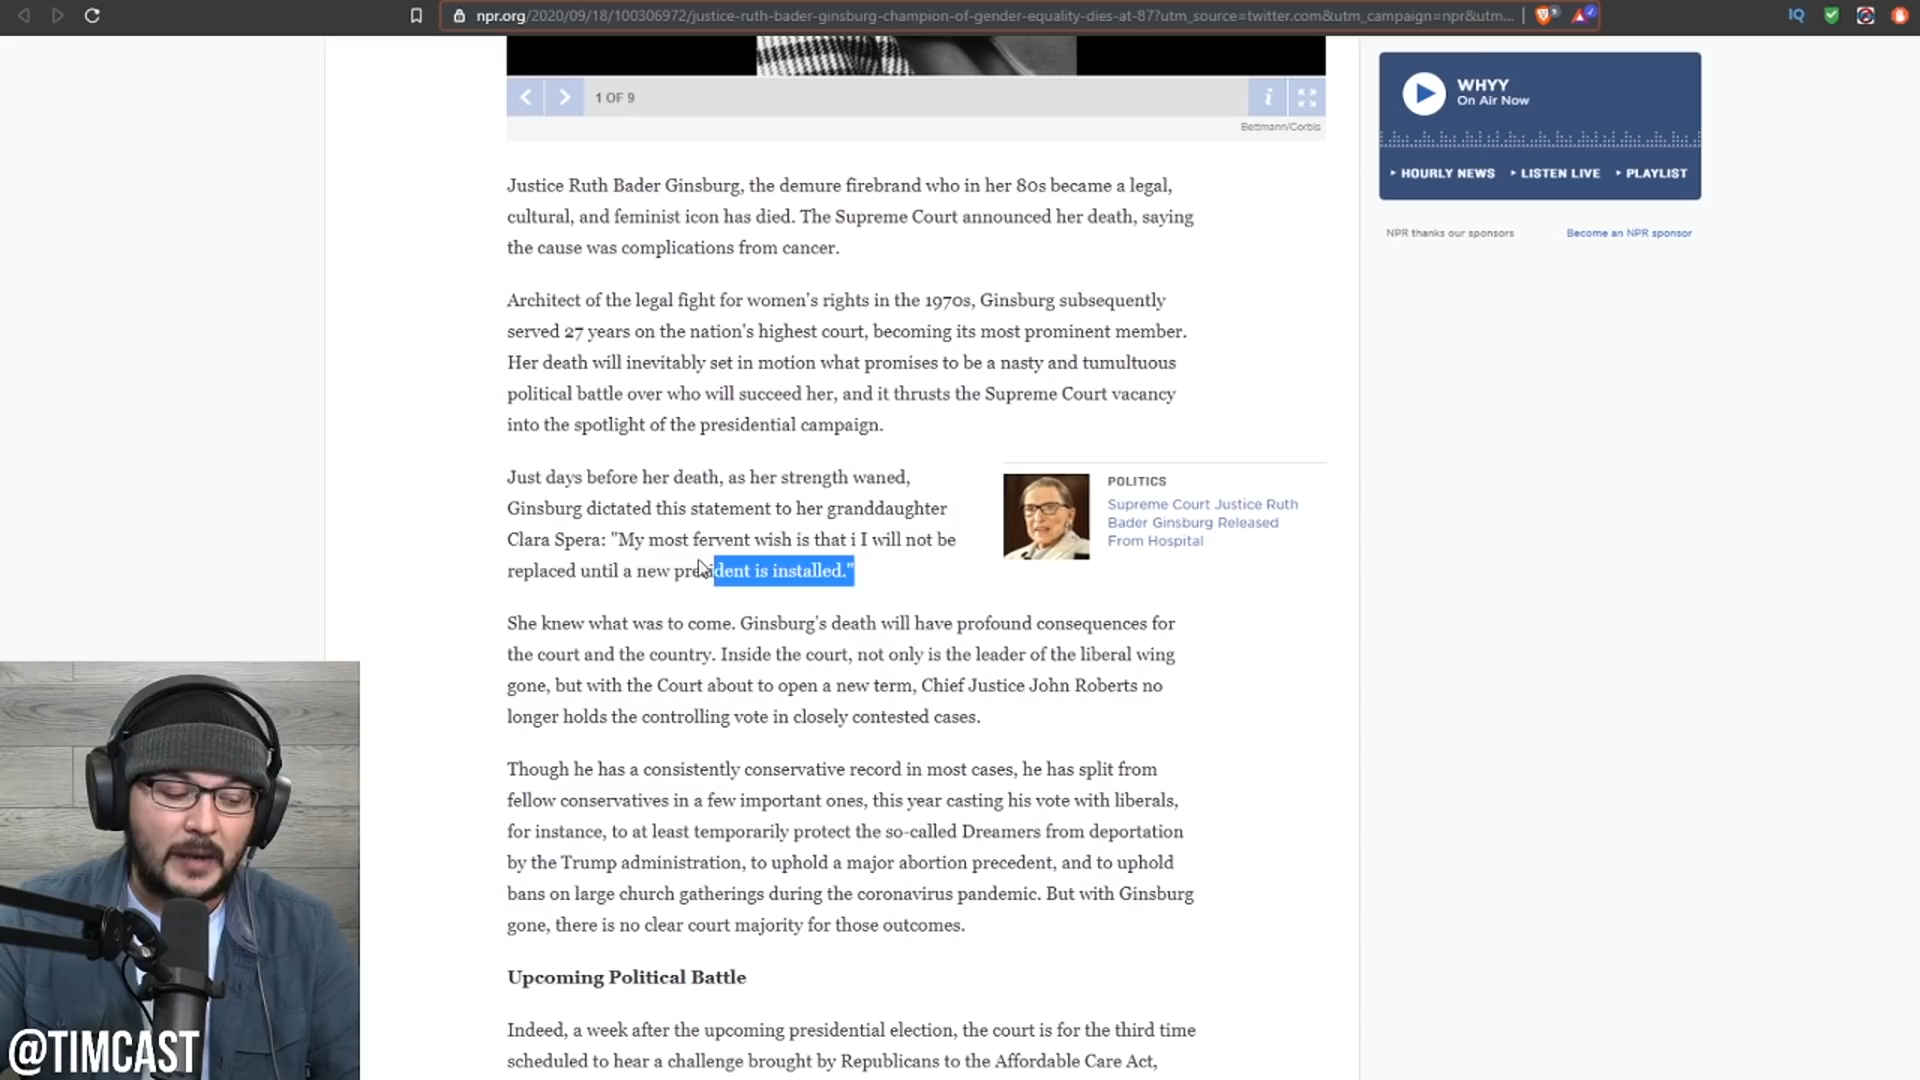 npr.org/2020/09/18/100306972/justice-ruth-bader-ginsburg-champion-of-gender-equality-dies-at-87?utm_source=twitter.com&utm_campaign=npr&utm...
IQ
1 OF 9
i
Bettmann/Corbis
WHYY
On Air Now
HOURLY NEWS
LISTEN LIVE
PLAYLIST
NPR thanks our sponsors
Become an NPR sponsor
Justice Ruth Bader Ginsburg, the demure firebrand who in her 80s became a legal,
cultural, and feminist icon has died. The Supreme Court announced her death, saying
the cause was complications from cancer.
Architect of the legal fight for women's rights in the 1970s, Ginsburg subsequently
served 27 years on the nation's highest court, becoming its most prominent member.
Her death will inevitably set in motion what promises to be a nasty and tumultuous
political battle over who will succeed her, and it thrusts the Supreme Court vacancy
into the spotlight of the presidential campaign.
Just days before her death, as her strength waned,
Ginsburg dictated this statement to her granddaughter
Clara Spera: "My most fervent wish is that i I will not be
replaced until a new president is installed."
POLITICS
Supreme Court Justice Ruth
Bader Ginsburg Released
From Hospital
She knew what was to come. Ginsburg's death will have profound consequences for
the court and the country. Inside the court, not only is the leader of the liberal wing
gone, but with the Court about to open a new term, Chief Justice John Roberts no
longer holds the controlling vote in closely contested cases.
Though he has a consistently conservative record in most cases, he has split from
fellow conservatives in a few important ones, this year casting his vote with liberals,
for instance, to at least temporarily protect the so-called Dreamers from deportation
by the Trump administration, to uphold a major abortion precedent, and to uphold
bans on large church gatherings during the coronavirus pandemic. But with Ginsburg
gone, there is no clear court majority for those outcomes.
Upcoming Political Battle
Indeed, a week after the upcoming presidential election, the court is for the third time
scheduled to hear a challenge brought by Republicans to the Affordable Care Act,
@TIMCAST